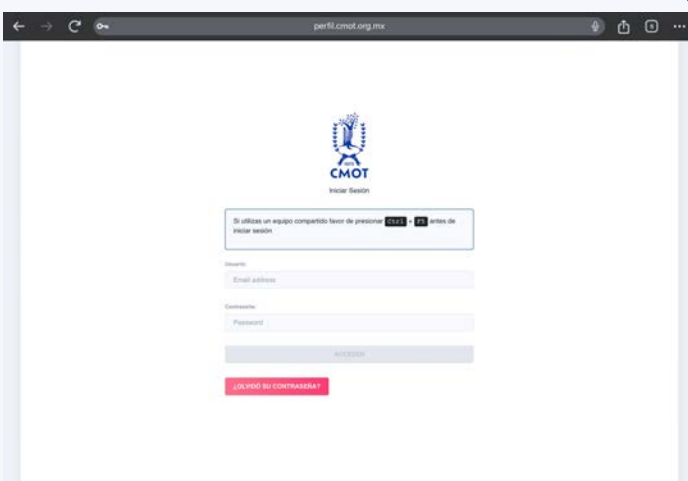 perfil.cmot.org.mx
5
CMOT
Iniciar Sesión
Si utilizas un equipo compartido favor de presionar Ctrl + F5 antes de
iniciar sesión
Usuario:
Email address
Contraseña:
Password
ACCEDER
¿OLVIDÓ SU CONTRASEÑA?